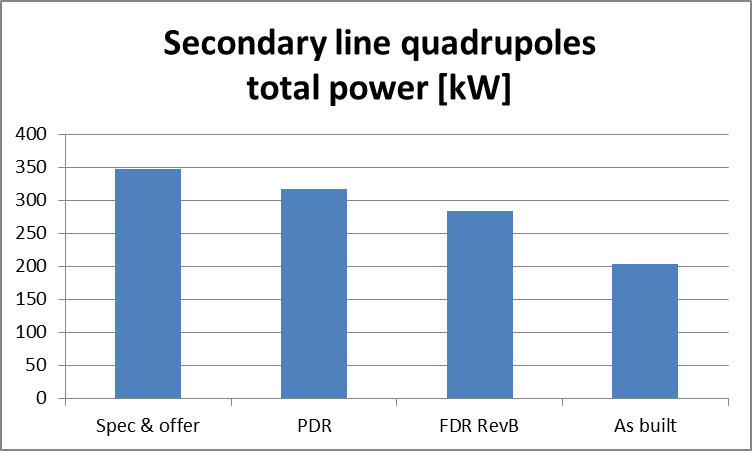 Secondary line quadrupoles
total power [kW]
400
350
300
250
200
150
100
50
0
Spec & offer
PDR
FDR RevB
As built